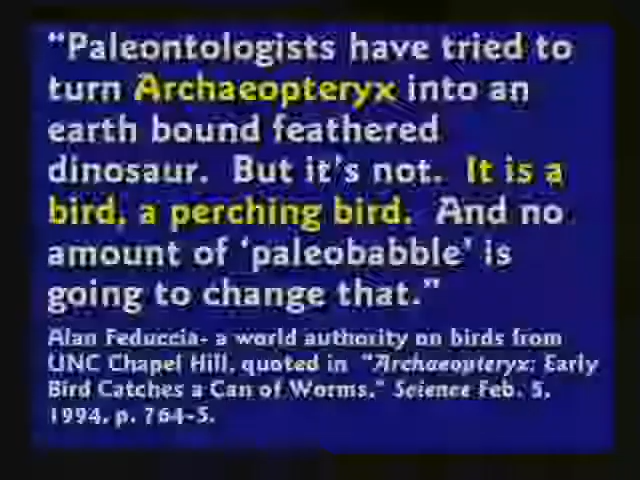 "Paleontologists have tried to
turn Archaeopteryx into an
earth bound feathered
dinosaur. But it's not. It is a
bird, a perching bird. And no
amount of 'paleobabble' is
going to change that."
Alan Feduccia- a world authority on birds from
UNC Chapel Hill, quoted in "Archaeopteryx: Early
Bird Catches a Can of Worms," Science Feb. 5,
1994, p. 764-5.